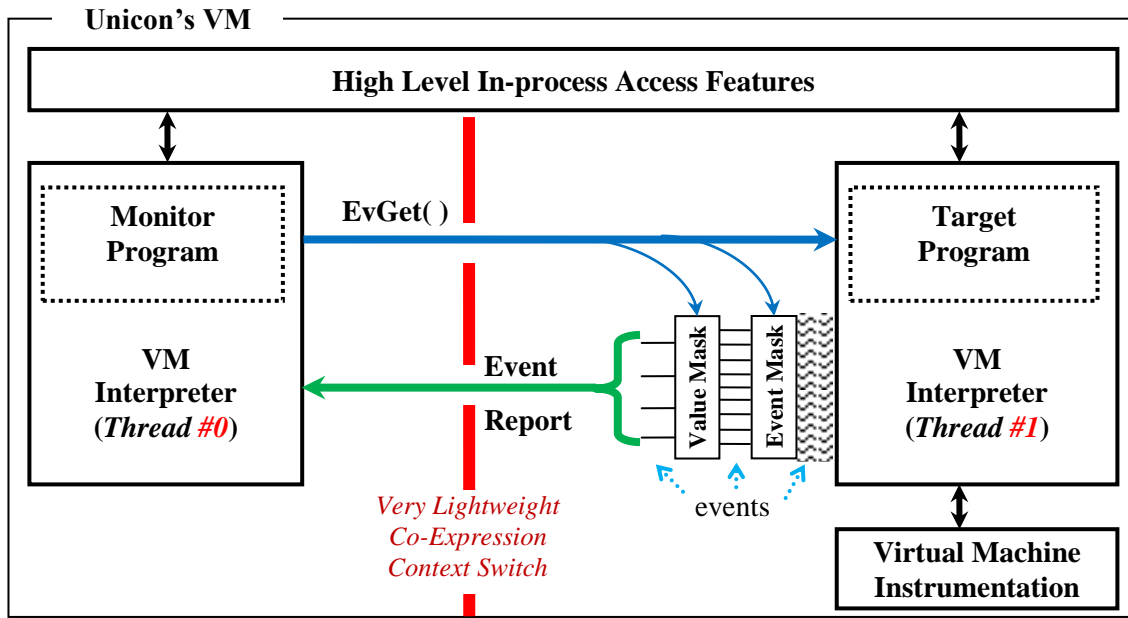 Unicon's VM
High Level In-process Access Features
Monitor
Program
EvGet( )
Target
Program
VM
Interpreter
(Thread #0)
Event
Report
Value Mask
Event Mask
VM
Interpreter
(Thread #1)
events
Very Lightweight
Co-Expression
Context Switch
Virtual Machine
Instrumentation